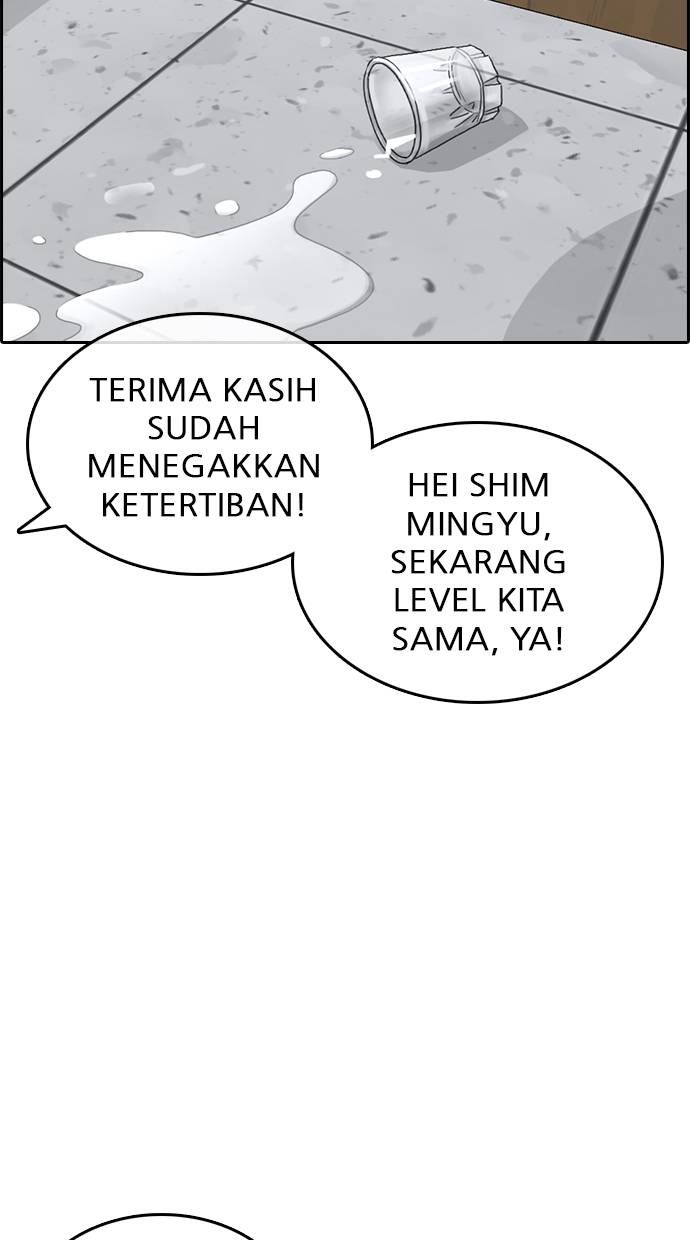 TERIMA KASIH
SUDAH
MENEGAKKAN
KETERTIBAN!
HEI SHIM
MINGYU,
SEKARANG
LEVEL KITA
SAMA, YA!